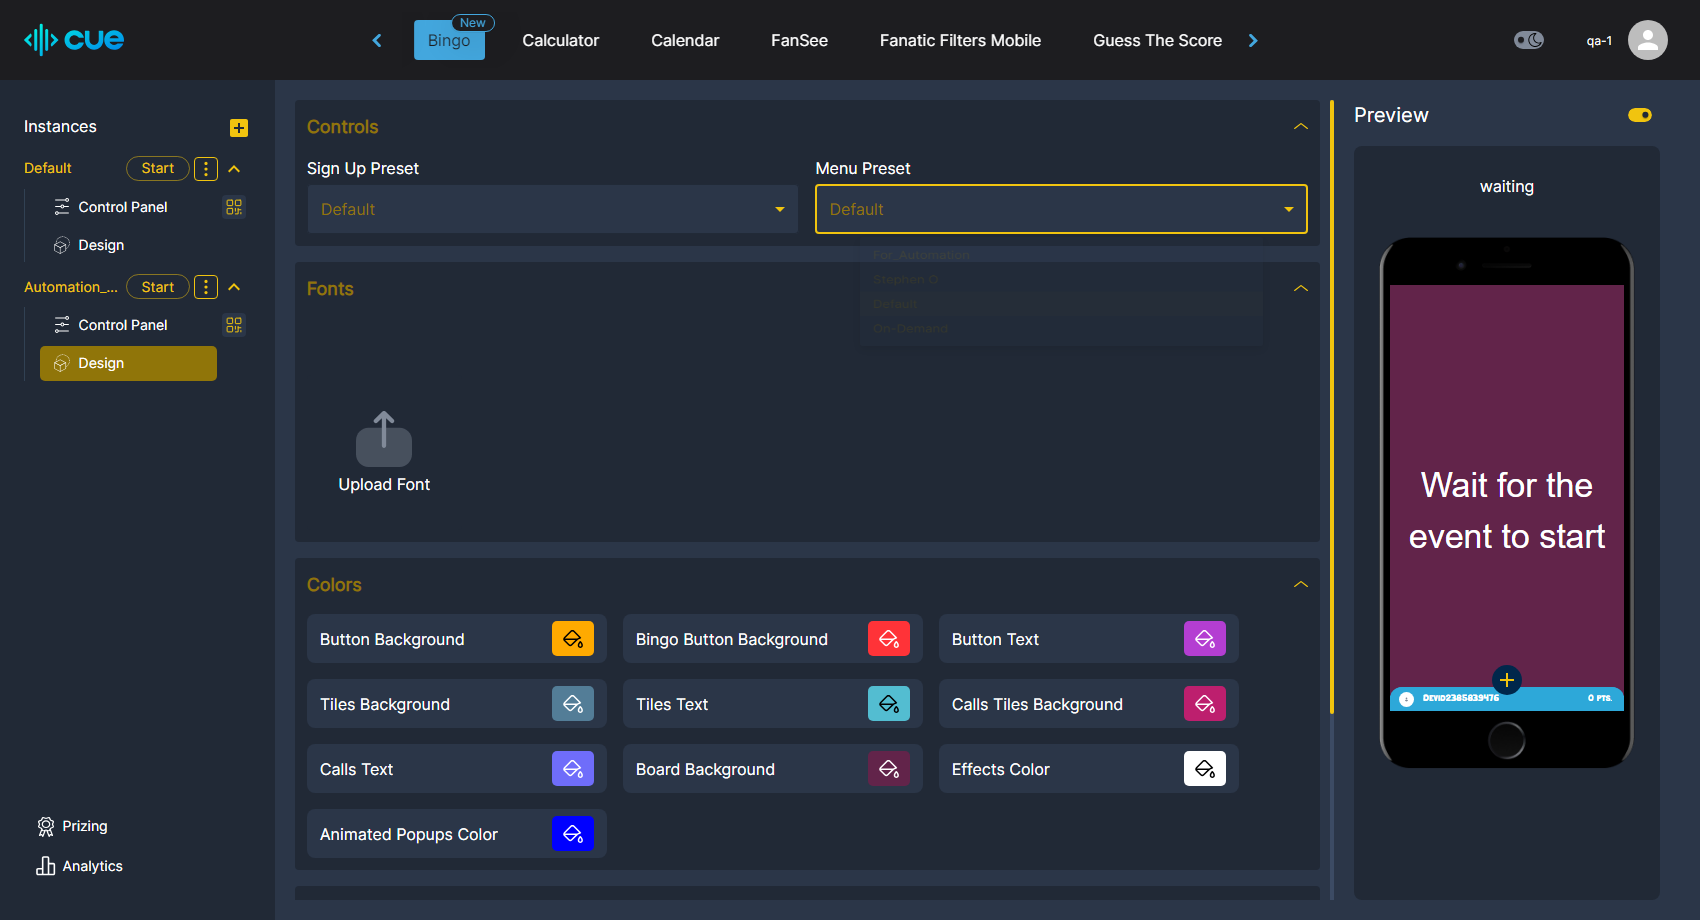 cue
New
Bingo
Calculator
Calendar
FanSee
Fanatic Filters Mobile
Guess The Score
qa-1
Instances
Default
Start
Control Panel
Design
Automation_...
Start
Control Panel
Design
Prizing
Analytics
Controls
Sign Up Preset
Default
Menu Preset
Default
For_Automation
Stephen Q
Default
On-Demand
Fonts
Upload Font
Colors
Button Background
Bingo Button Background
Button Text
Tiles Background
Tiles Text
Calls Tiles Background
Calls Text
Board Background
Effects Color
Animated Popups Color
Preview
waiting
Wait for the
event to start
1
DEVID2385839476
0 PTS.